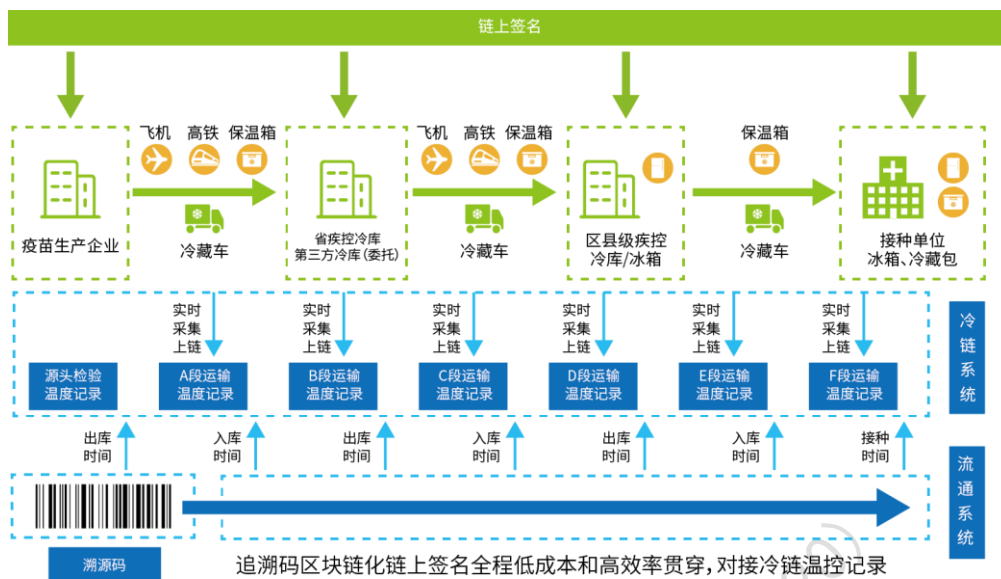 链上签名
飞机 高铁 保温箱
飞机 高铁 保温箱
保温箱
疫苗生产企业
冷藏车
省疾控冷库
第三方冷库(委托)
冷藏车
区县级疾控
冷库/冰箱
冷藏车
接种单位
冰箱、冷藏包
实时
采集
上链
实时
采集
上链
实时
采集
上链
实时
采集
上链
实时
采集
上链
实时
采集
上链
冷链系统
源头检验
温度记录
A段运输
温度记录
B段运输
温度记录
C段运输
温度记录
D段运输
温度记录
E段运输
温度记录
F段运输
温度记录
出库
时间
入库
时间
出库
时间
入库
时间
出库
时间
入库
时间
接种
时间
流通系统
溯源码
追溯码区块链化链上签名全程低成本和高效率贯穿,对接冷链温控记录